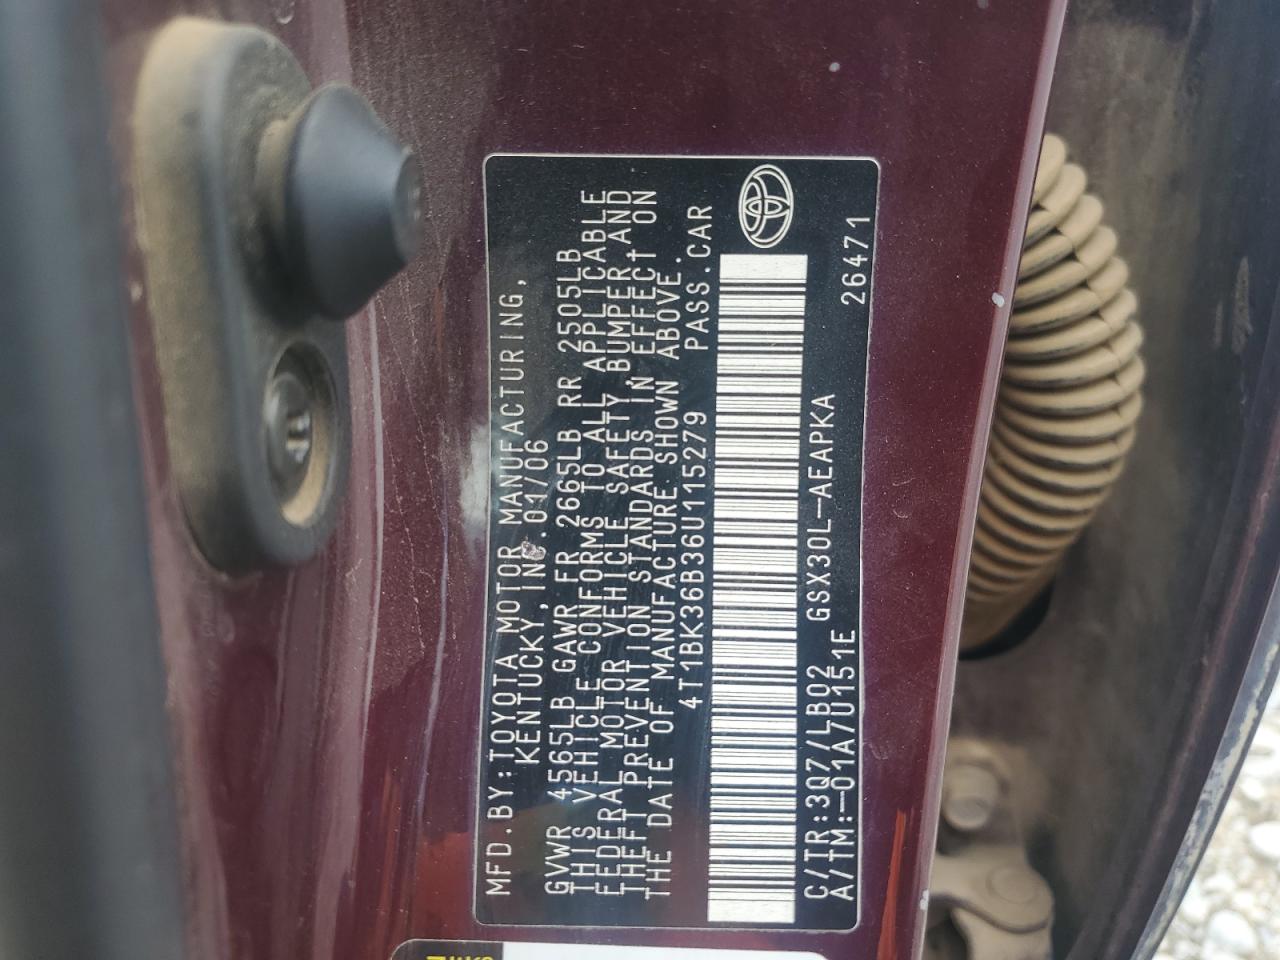 MFD.BY:TOYOTA MOTOR MANUFACTURING,
KENTUCKY, INC. 01/06
GVWR 4565LB GAWR FR 2665LB RR 2505LB
THIS VEHICLE CONFORMS TO ALL APPLICABLE
FEDERAL MOTOR VEHICLE SAFETY, BUMPER AND
THEFT PREVENTION STANDARDS IN EFFECT ON
THE DATE OF MANUFACTURE SHOWN ABOVE.
4T1BK36B36U115279 PASS.CAR
C/TR:3Q7/LB02 GSX30L-AEAPKA 26471
A/TM:-01A/U151E